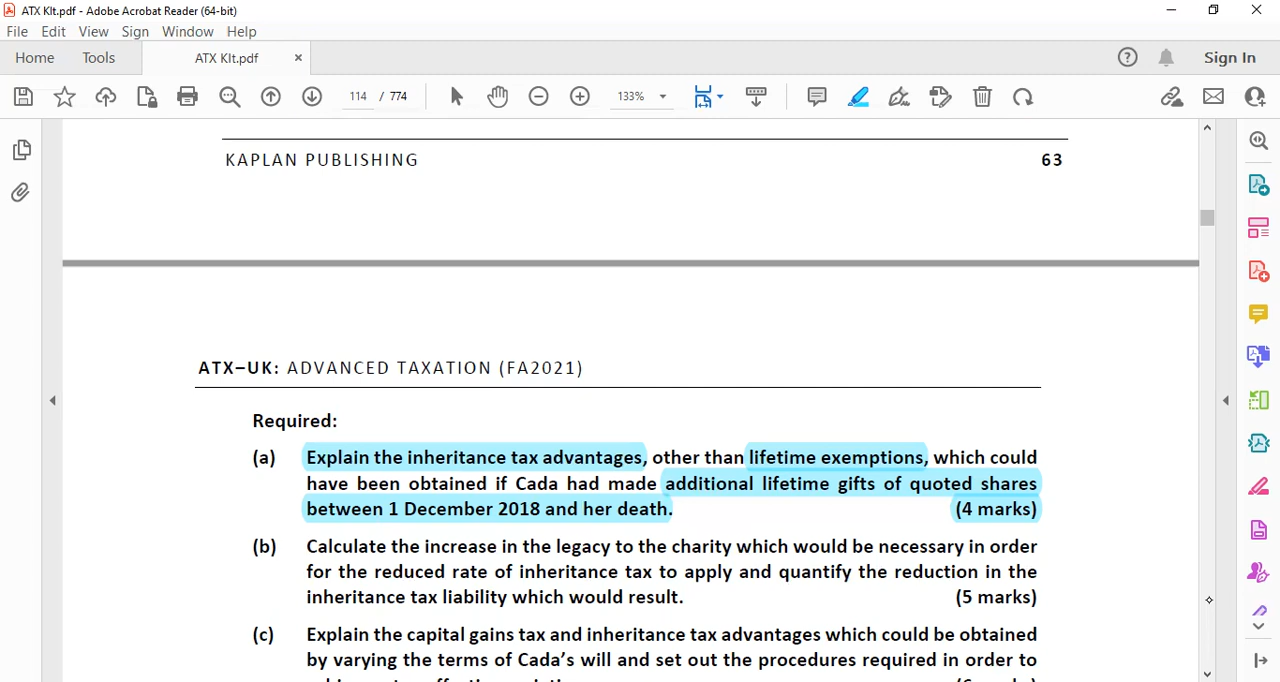 ATX KIt.pdf - Adobe Acrobat Reader (64-bit)
File Edit View Sign Window Help
Home Tools ATX KIt.pdf × Sign In
114 / 774 133%
KAPLAN PUBLISHING 63
ATX–UK: ADVANCED TAXATION (FA2021)
Required:
(a) Explain the inheritance tax advantages, other than lifetime exemptions, which could
have been obtained if Cada had made additional lifetime gifts of quoted shares
between 1 December 2018 and her death. (4 marks)
(b) Calculate the increase in the legacy to the charity which would be necessary in order
for the reduced rate of inheritance tax to apply and quantify the reduction in the
inheritance tax liability which would result. (5 marks)
(c) Explain the capital gains tax and inheritance tax advantages which could be obtained
by varying the terms of Cada’s will and set out the procedures required in order to